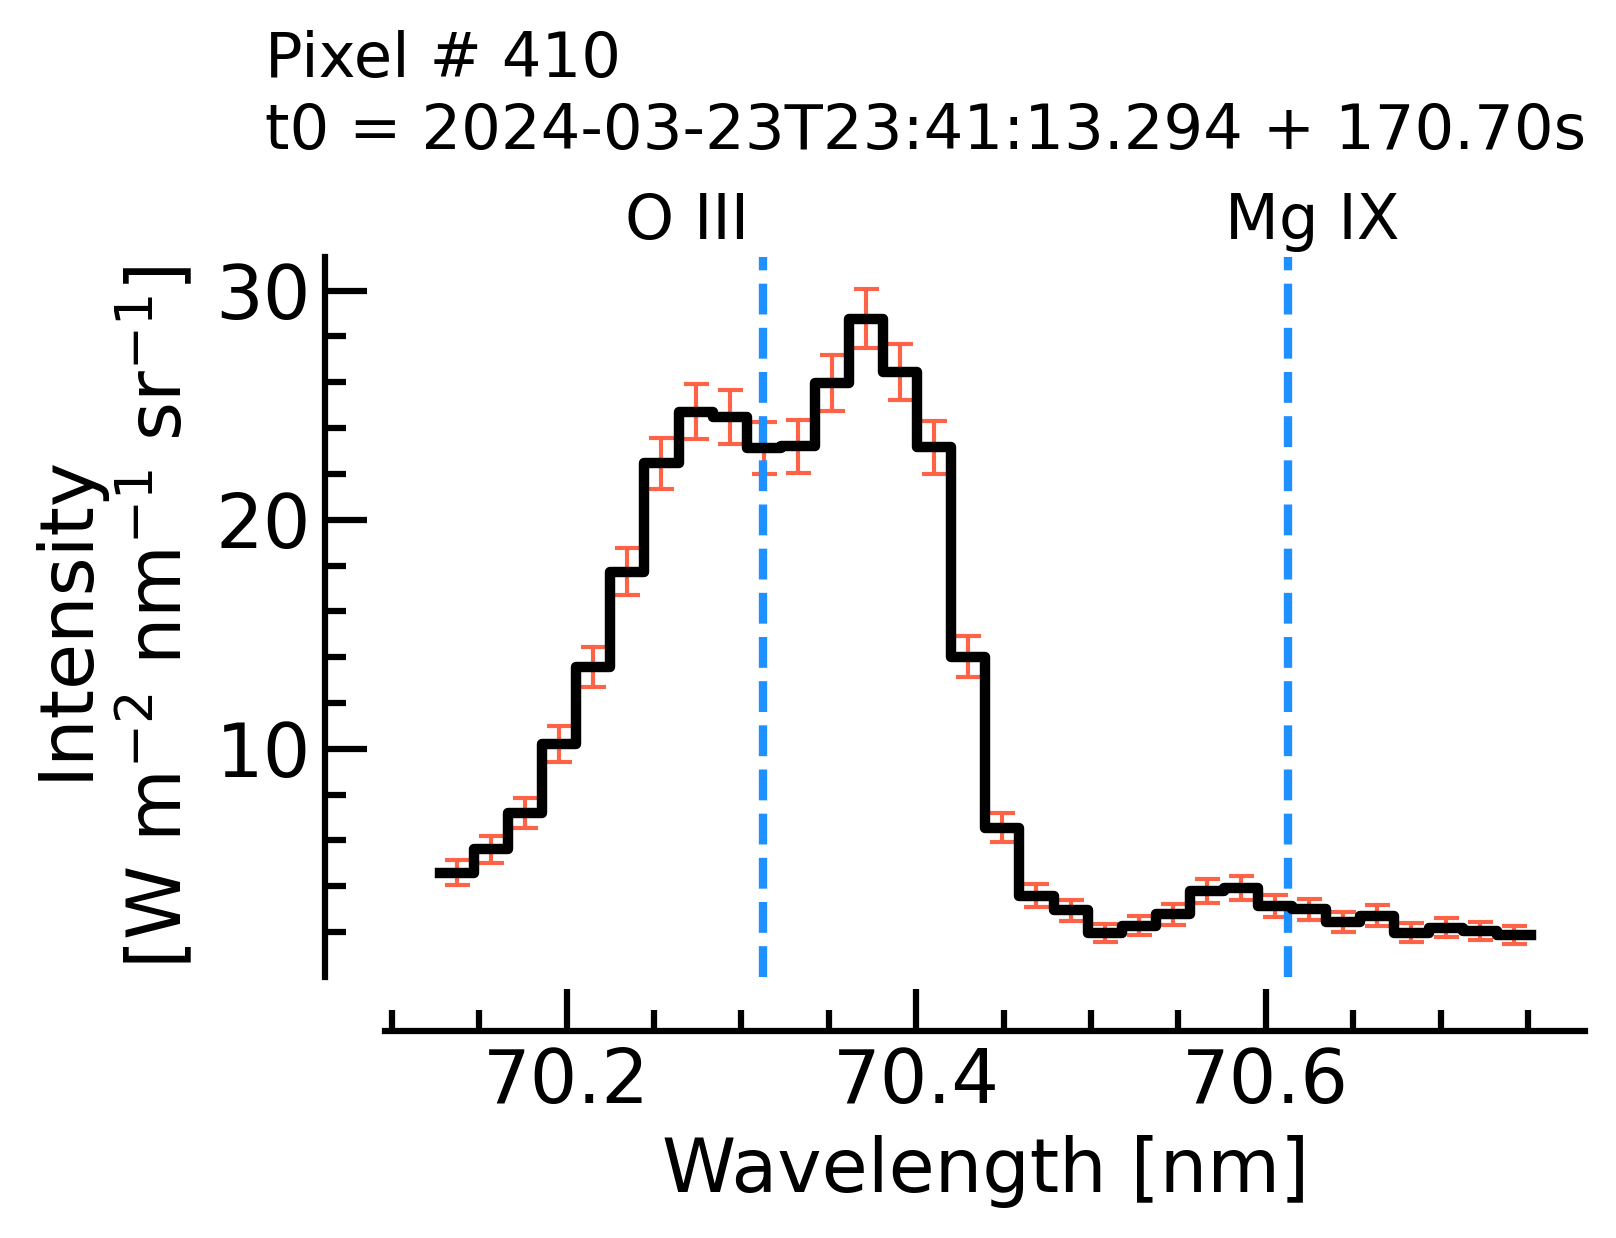 Pixel # 410
t0 = 2024-03-23T23:41:13.294 + 170.70s
O III
Mg IX
Intensity
[W m⁻² nm⁻¹ sr⁻¹]
30
20
10
70.2
70.4
70.6
Wavelength [nm]